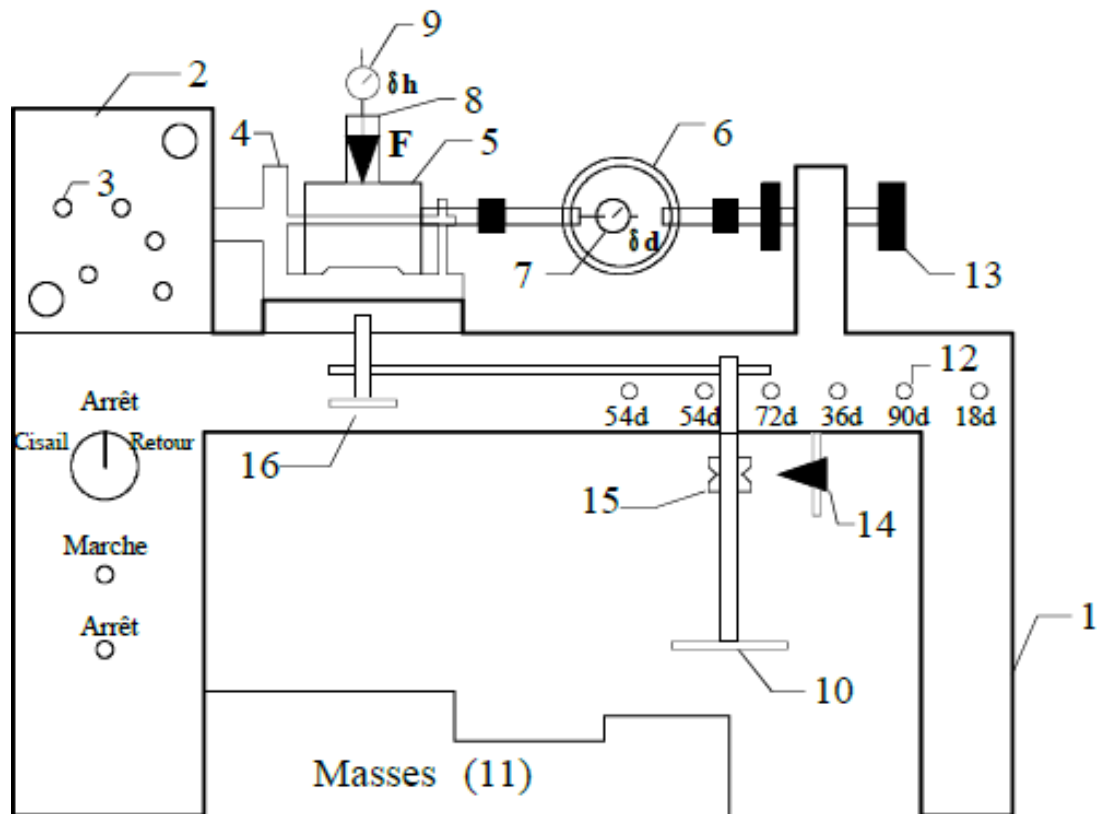 9
2
δh
8
4
F
5
6
3
7
δd
13
12
Arrêt
54d 54d 72d 36d 90d 18d
Cisail Retour
16
15
14
Marche
Arrêt
1
10
Masses (11)